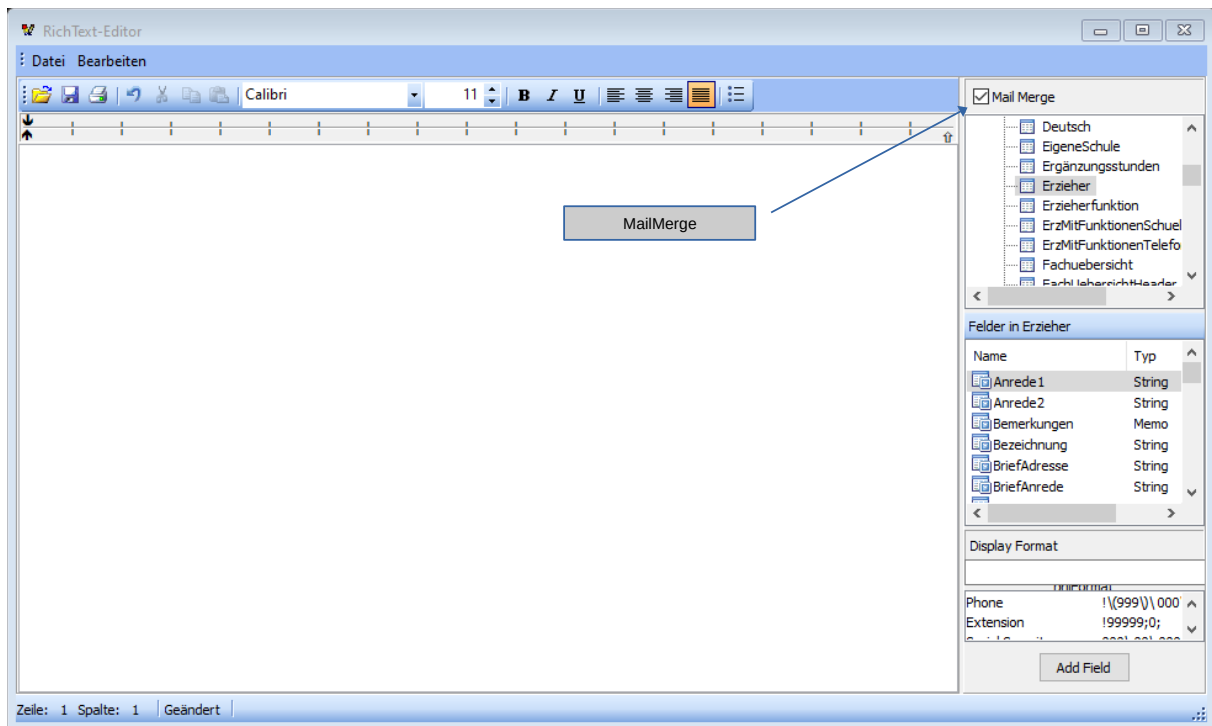 RichText-Editor
Datei Bearbeiten
Calibri 11 B I U
Mail Merge
Deutsch
EigeneSchule
Ergänzungsstunden
Erzieher
Erzieherfunktion
ErzMitFunktionenSchuel
ErzMitFunktionenTelefo
Fachuebersicht
FachUebersichtHeader
MailMerge
Felder in Erzieher
Name Typ
Anrede1 String
Anrede2 String
Bemerkungen Memo
Bezeichnung String
BriefAdresse String
BriefAnrede String
Display Format
Phone !\(999\)\ 000
Extension !99999;0;
Add Field
Zeile: 1 Spalte: 1 Geändert